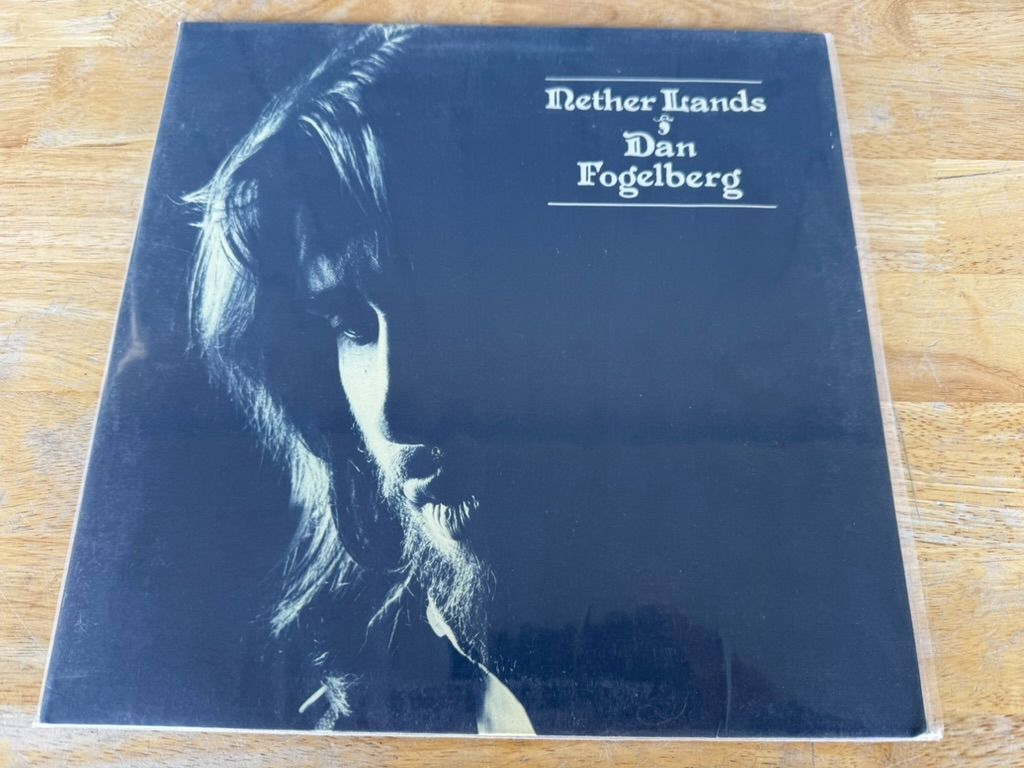 Nether Lands
Dan
Fogelberg